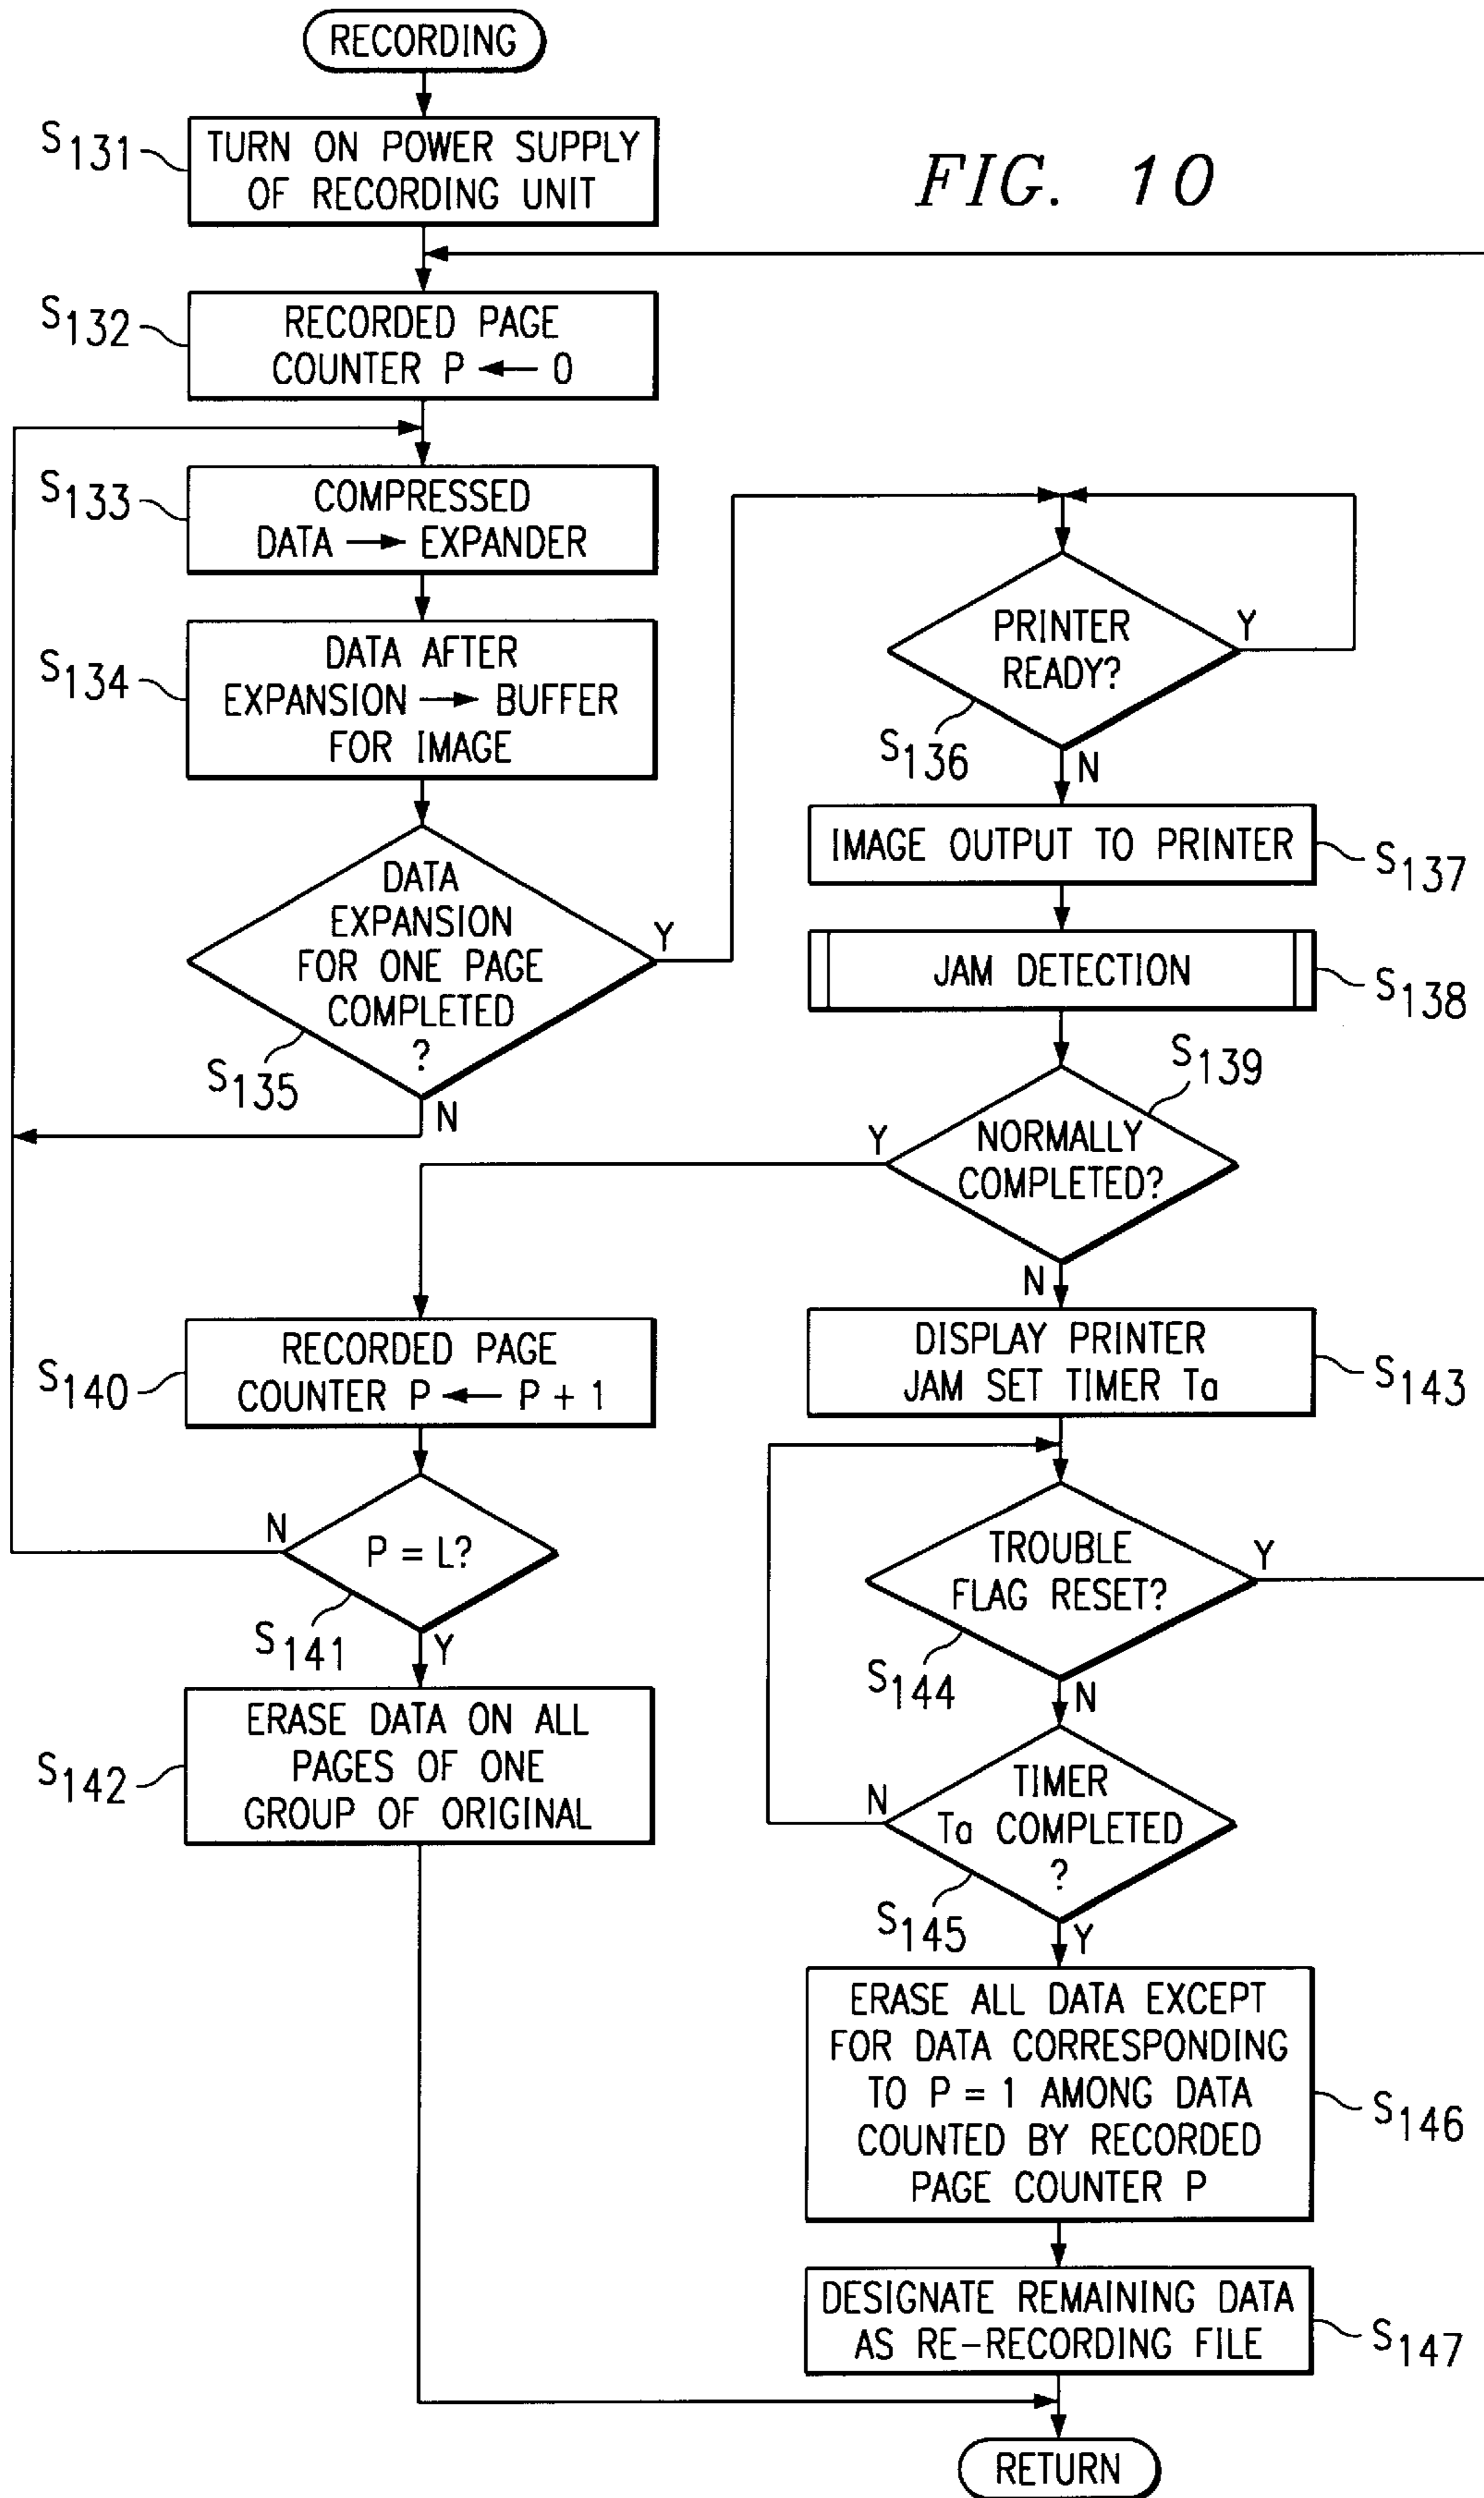 RECORDING
S131
TURN ON POWER SUPPLY
OF RECORDING UNIT
FIG. 10
S132
RECORDED PAGE
COUNTER P ← 0
S133
COMPRESSED
DATA → EXPANDER
S134
DATA AFTER
EXPANSION → BUFFER
FOR IMAGE
DATA
EXPANSION
FOR ONE PAGE
COMPLETED
?
Y
S135
N
PRINTER
READY?
Y
S136
N
IMAGE OUTPUT TO PRINTER
S137
JAM DETECTION
S138
S139
NORMALLY
COMPLETED?
Y
N
S140
RECORDED PAGE
COUNTER P ← P + 1
P = L?
N
S141
Y
S142
ERASE DATA ON ALL
PAGES OF ONE
GROUP OF ORIGINAL
DISPLAY PRINTER
JAM SET TIMER Ta
S143
TROUBLE
FLAG RESET?
Y
S144
N
TIMER
Ta COMPLETED
?
N
S145
Y
ERASE ALL DATA EXCEPT
FOR DATA CORRESPONDING
TO P = 1 AMONG DATA
COUNTED BY RECORDED
PAGE COUNTER P
S146
DESIGNATE REMAINING DATA
AS RE-RECORDING FILE
S147
RETURN